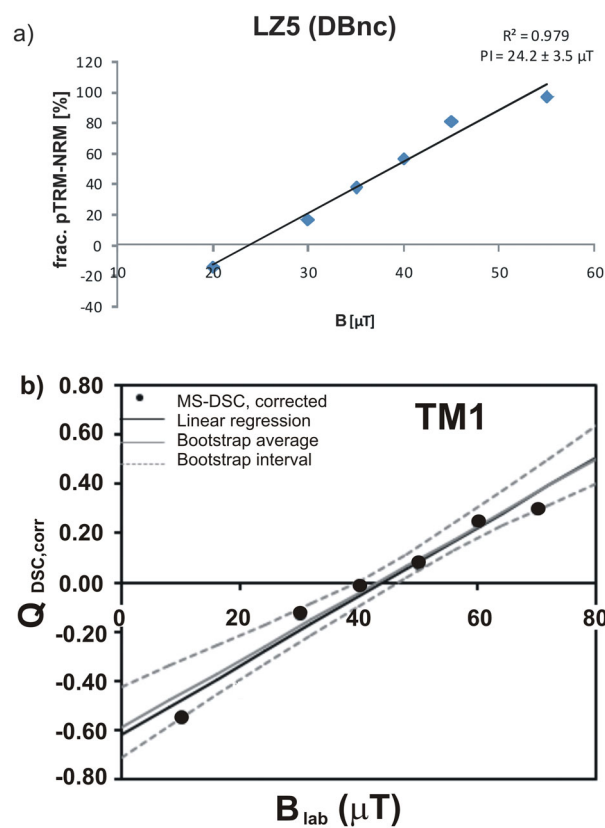 a)
LZ5 (DBnc)
R² = 0.979
PI = 24.2 ± 3.5 µT
frac. pTRM-NRM [%]
120
100
80
60
40
20
0
-20
-40
10
20
30
40
50
60
B [µT]
b)
TM1
MS-DSC, corrected
Linear regression
Bootstrap average
Bootstrap interval
Q DSC,corr
0.80
0.60
0.40
0.20
0.00
-0.20
-0.40
-0.60
-0.80
0
20
40
60
80
B lab (µT)